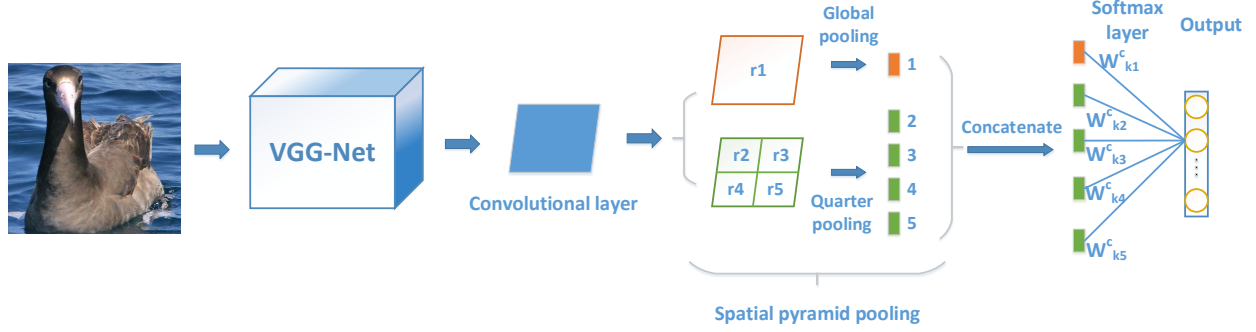 VGG-Net
Convolutional layer
Global
pooling
r1
1
r2 r3
r4 r5
Quarter
pooling
2
3
4
5
Spatial pyramid pooling
Concatenate
Softmax
layer
W^c_k1
W^c_k2
W^c_k3
W^c_k4
W^c_k5
Output